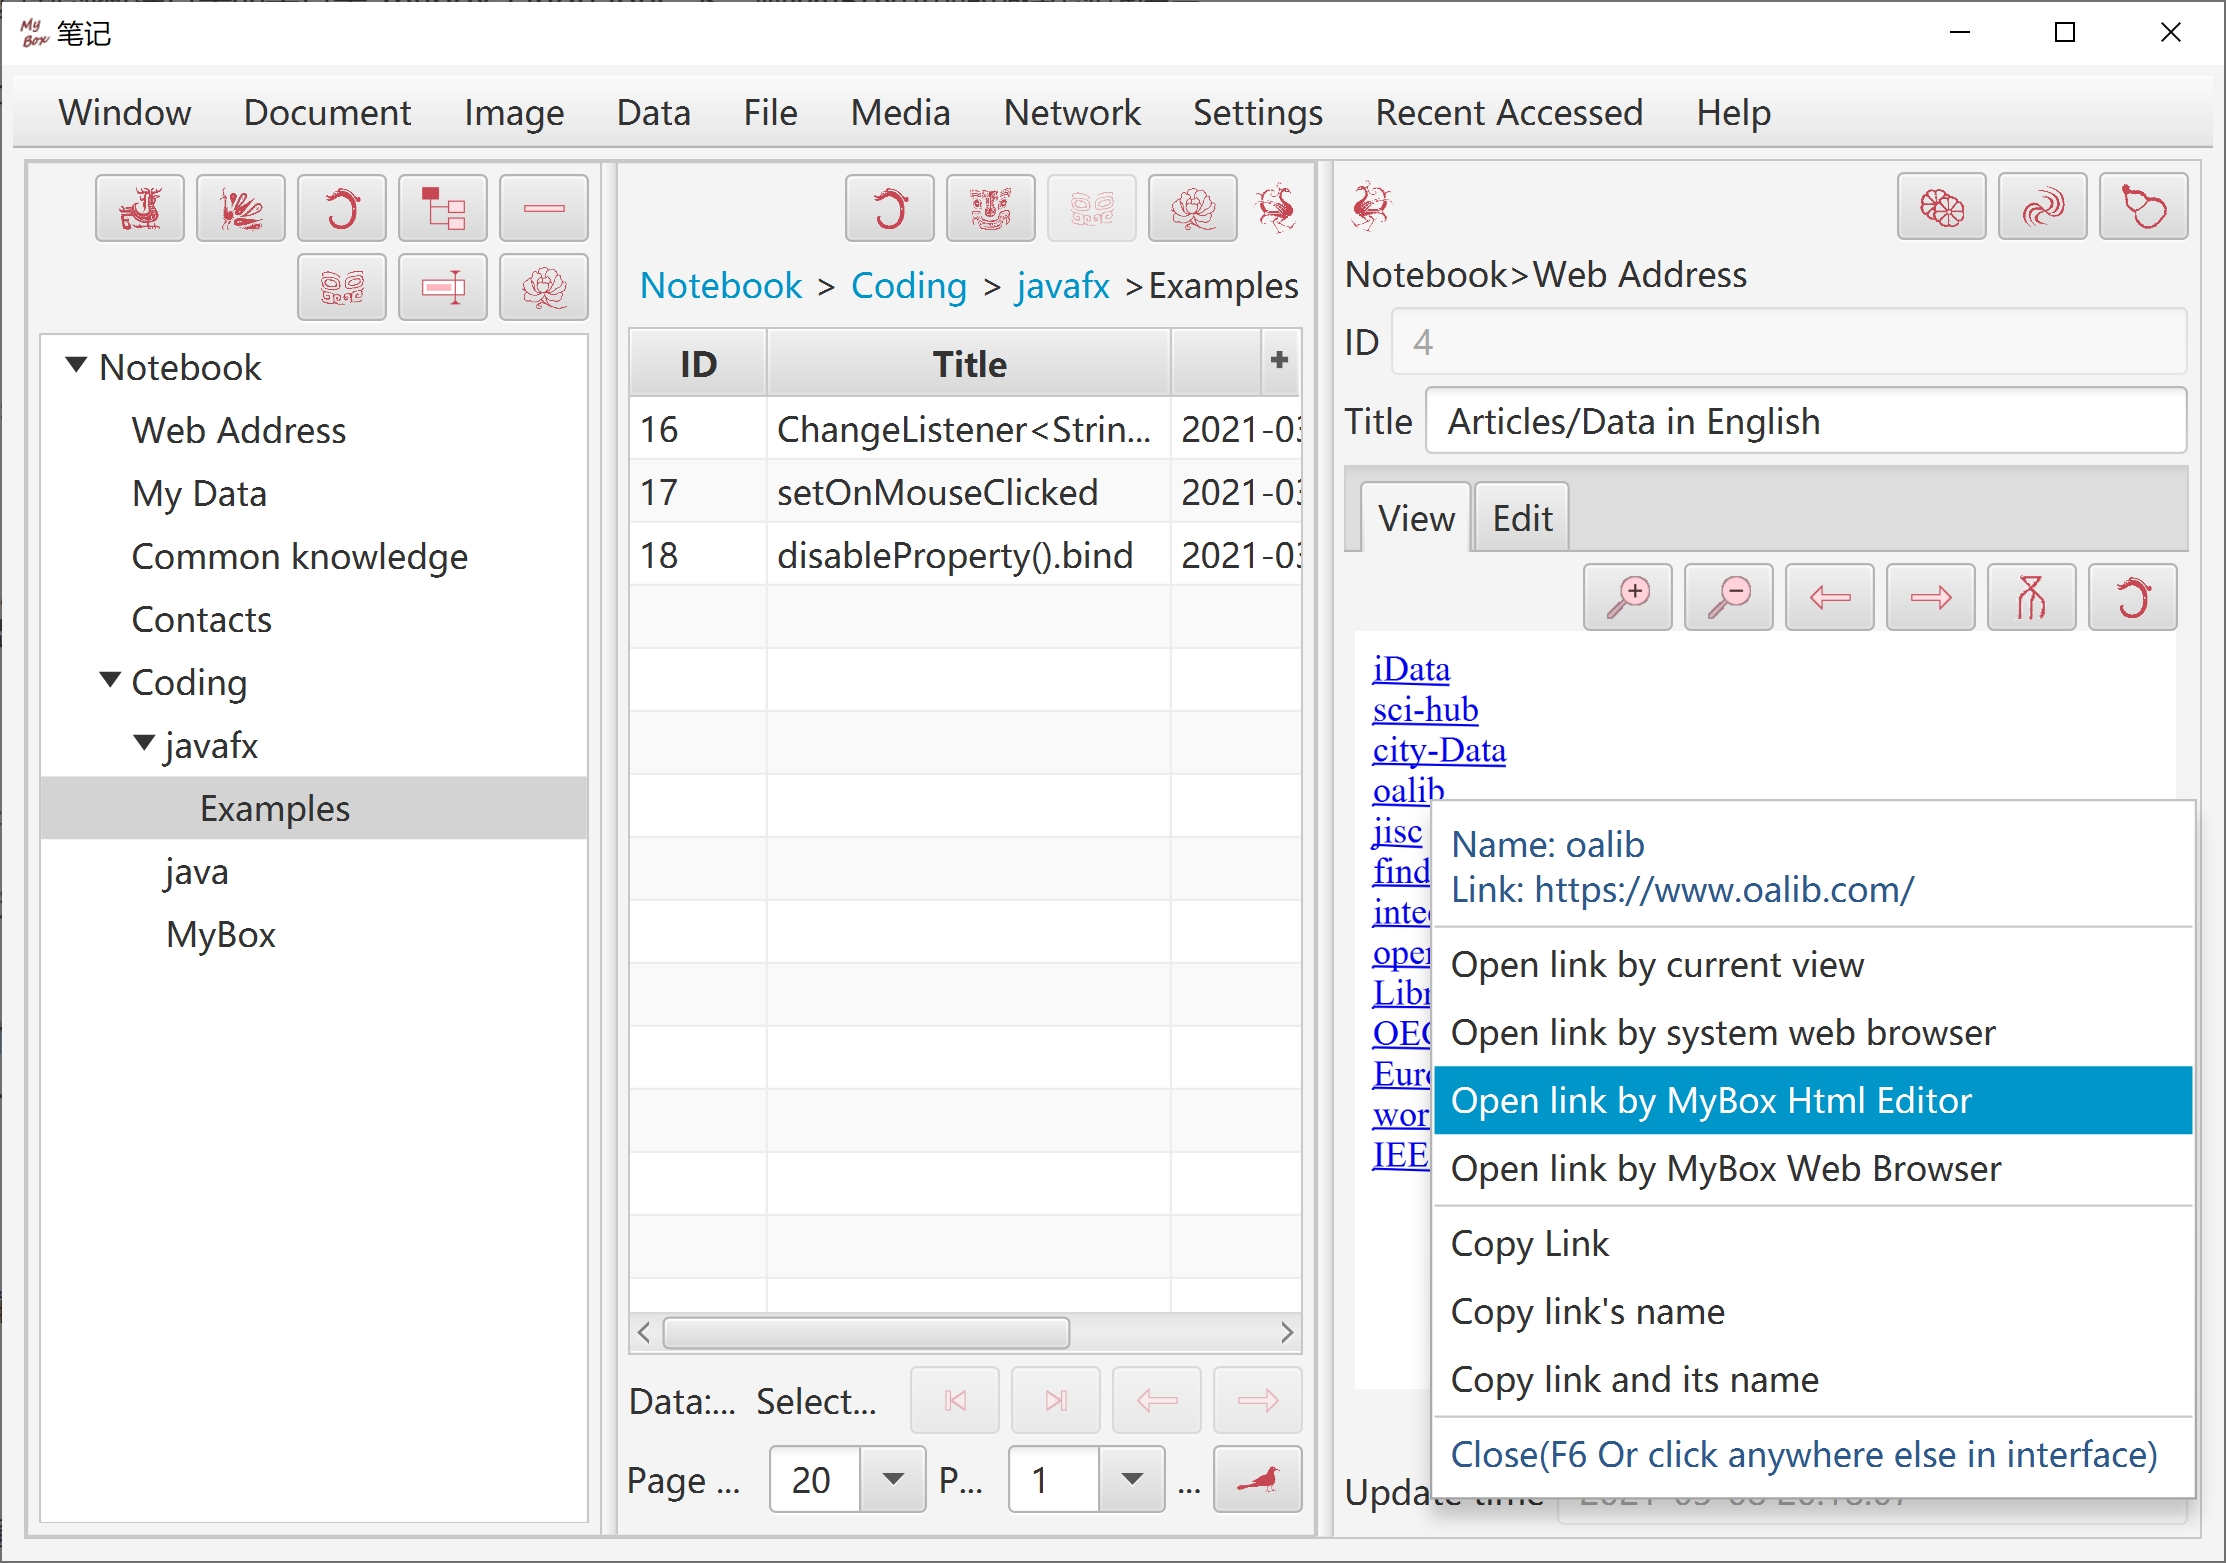 My Box 笔记
Window Document Image Data File Media Network Settings Recent Accessed Help
Notebook
Web Address
My Data
Common knowledge
Contacts
Coding
javafx
Examples
java
MyBox
Notebook > Coding > javafx >Examples
ID Title +
16 ChangeListener<Strin... 2021-03
17 setOnMouseClicked 2021-03
18 disableProperty().bind 2021-03
Data:... Select...
Page ... 20 P... 1 ...
Notebook>Web Address
ID 4
Title Articles/Data in English
View Edit
iData
sci-hub
city-Data
oalib
jisc
find
inte
oper
Libr
OEC
Euro
wor
IEE
Name: oalib
Link: https://www.oalib.com/
Open link by current view
Open link by system web browser
Open link by MyBox Html Editor
Open link by MyBox Web Browser
Copy Link
Copy link's name
Copy link and its name
Close(F6 Or click anywhere else in interface)
Update time